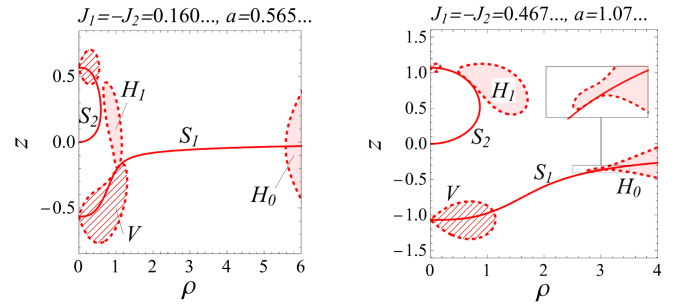 J₁=−J₂=0.160..., a=0.565...
z
0.5
0.0
−0.5
S₂
H₁
S₁
H₀
V
0 1 2 3 4 5 6
ρ
J₁=−J₂=0.467..., a=1.07...
z
1.5
1.0
0.5
0.0
−0.5
−1.0
−1.5
H₁
S₂
S₁
V
H₀
0 1 2 3 4
ρ